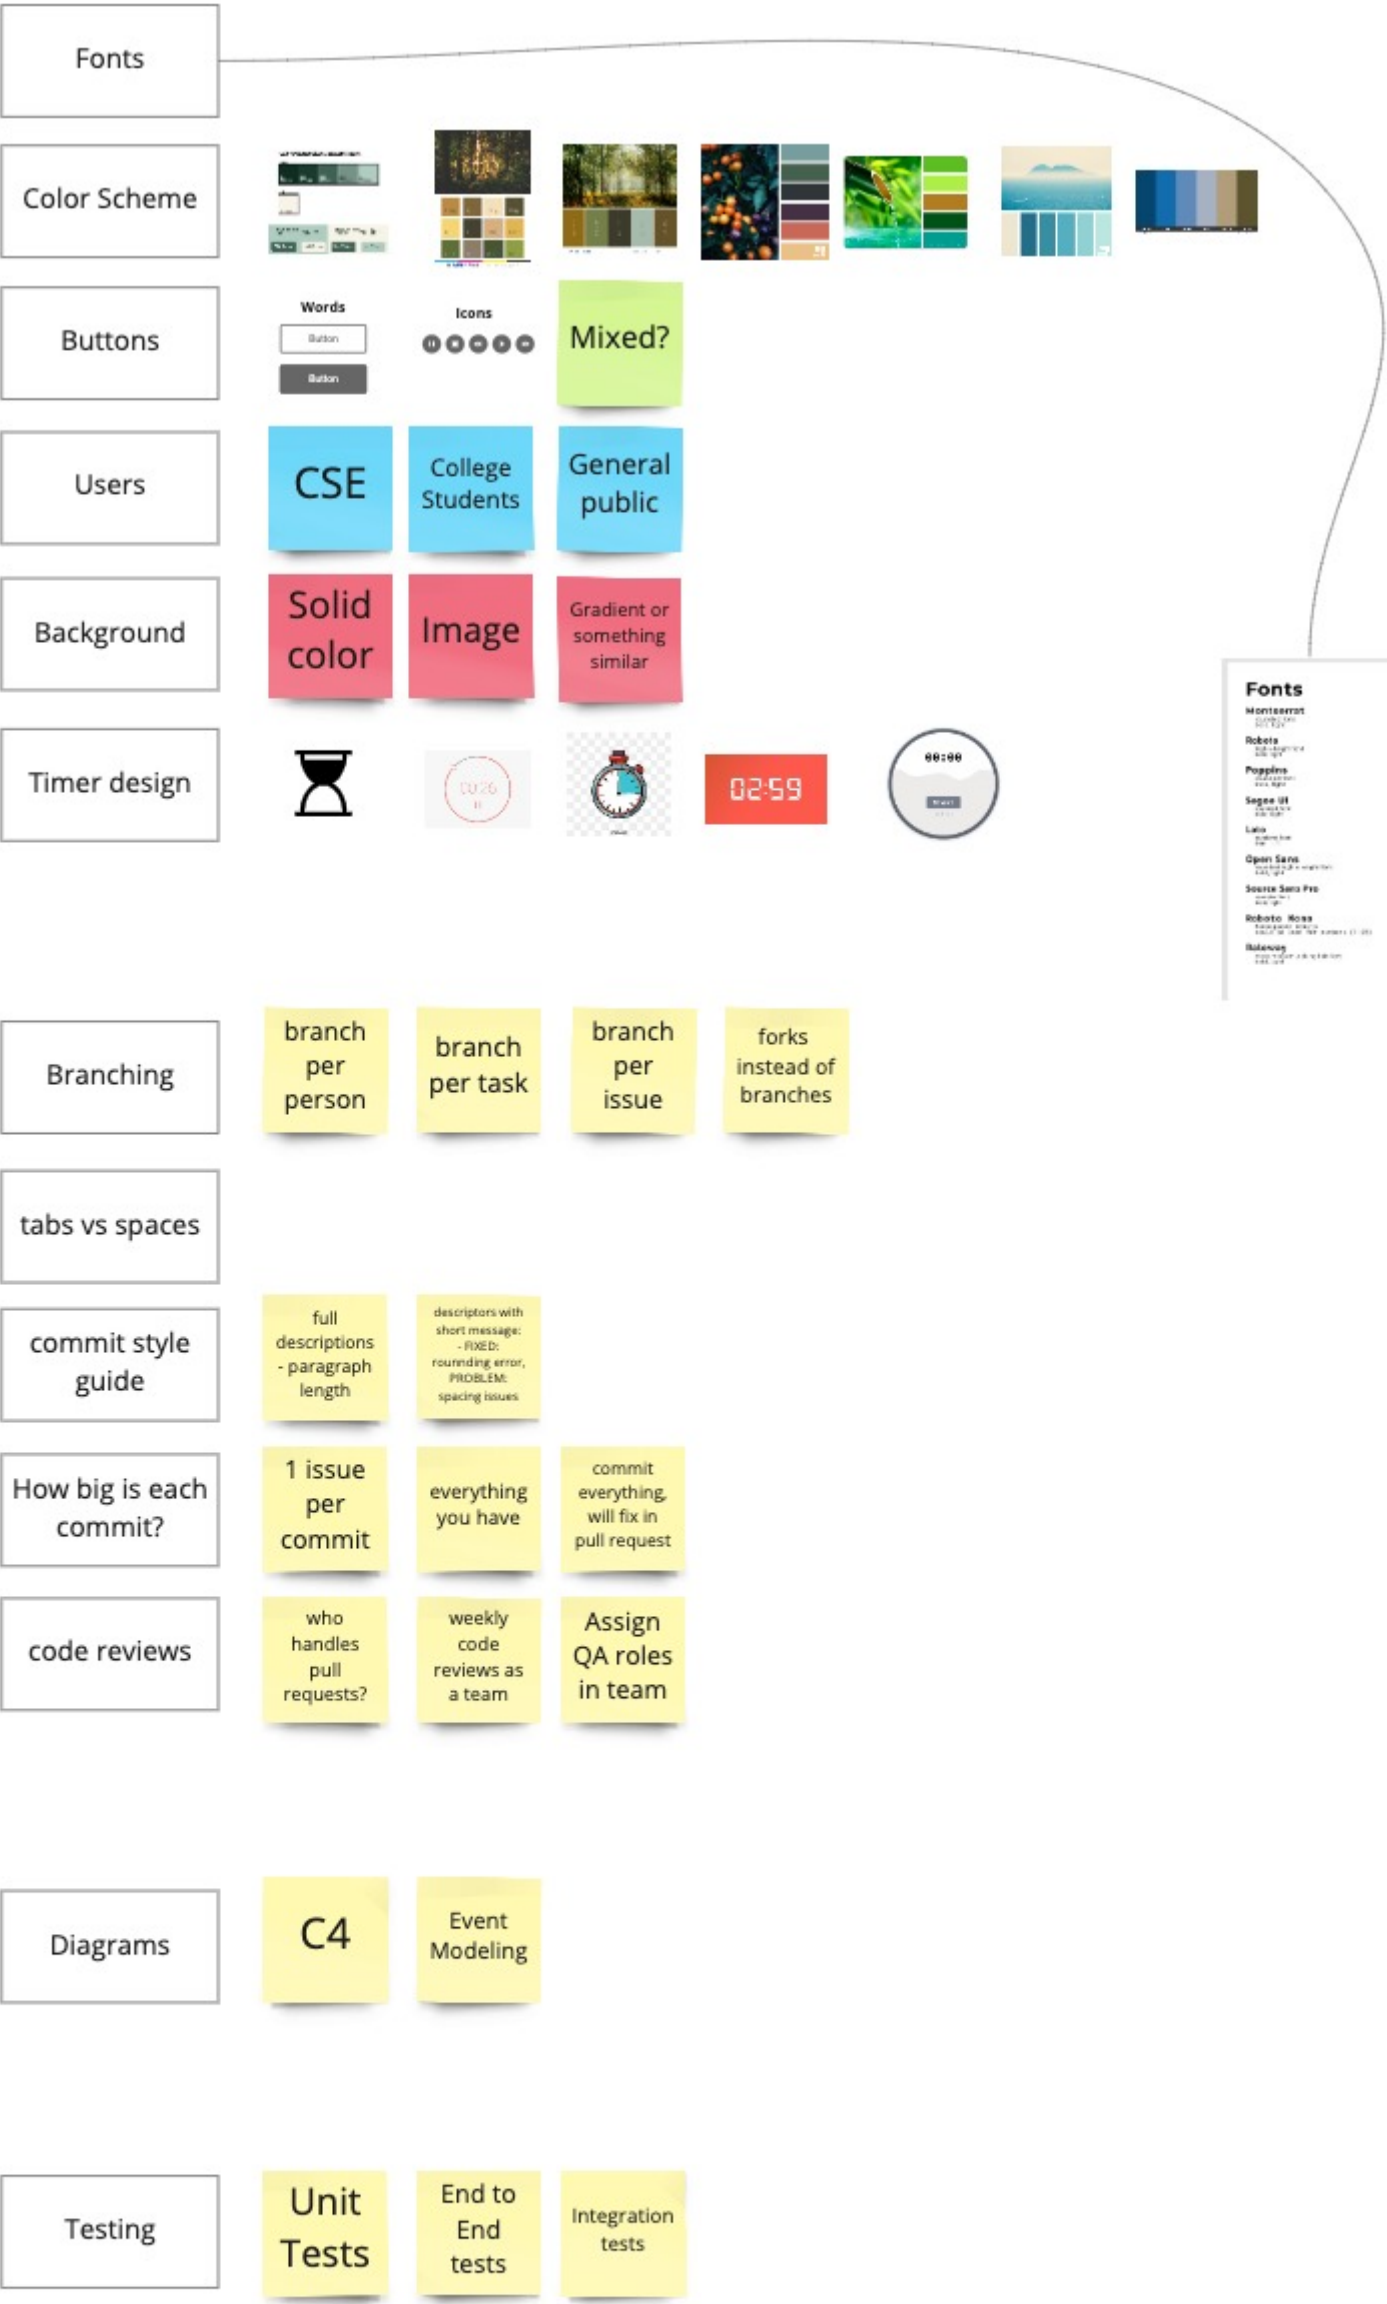 Fonts
Color Scheme
Buttons
Words
Button
Button
Icons
Mixed?
Users
CSE
College
Students
General
public
Background
Solid
color
Image
Gradient or
something
similar
Timer design
00:26
02:59
00:00
Fonts
Montserrat
Roboto
Poppins
Segoe UI
Lato
Open Sans
Source Sans Pro
Roboto Mono
Raleway
Branching
branch
per
person
branch
per task
branch
per
issue
forks
instead of
branches
tabs vs spaces
commit style
guide
full
descriptions
- paragraph
length
descriptors with
short message:
- FIXED:
rounnding error,
PROBLEM:
spacing issues
How big is each
commit?
1 issue
per
commit
everything
you have
commit
everything,
will fix in
pull request
code reviews
who
handles
pull
requests?
weekly
code
reviews as
a team
Assign
QA roles
in team
Diagrams
C4
Event
Modeling
Testing
Unit
Tests
End to
End
tests
Integration
tests